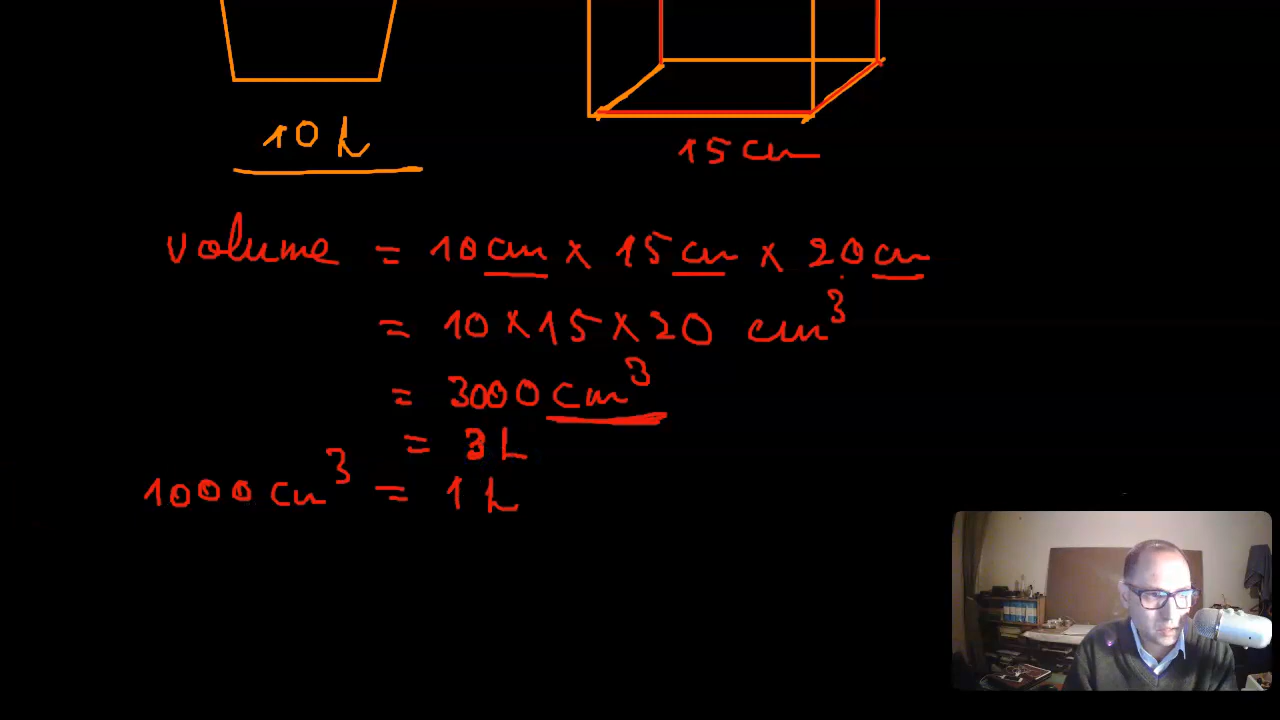 10 L
15 cm
volume = 10 cm × 15 cm × 20 cm
= 10 × 15 × 20 cm³
= 3000 cm³
= 3 L
1000 cm³ = 1 L